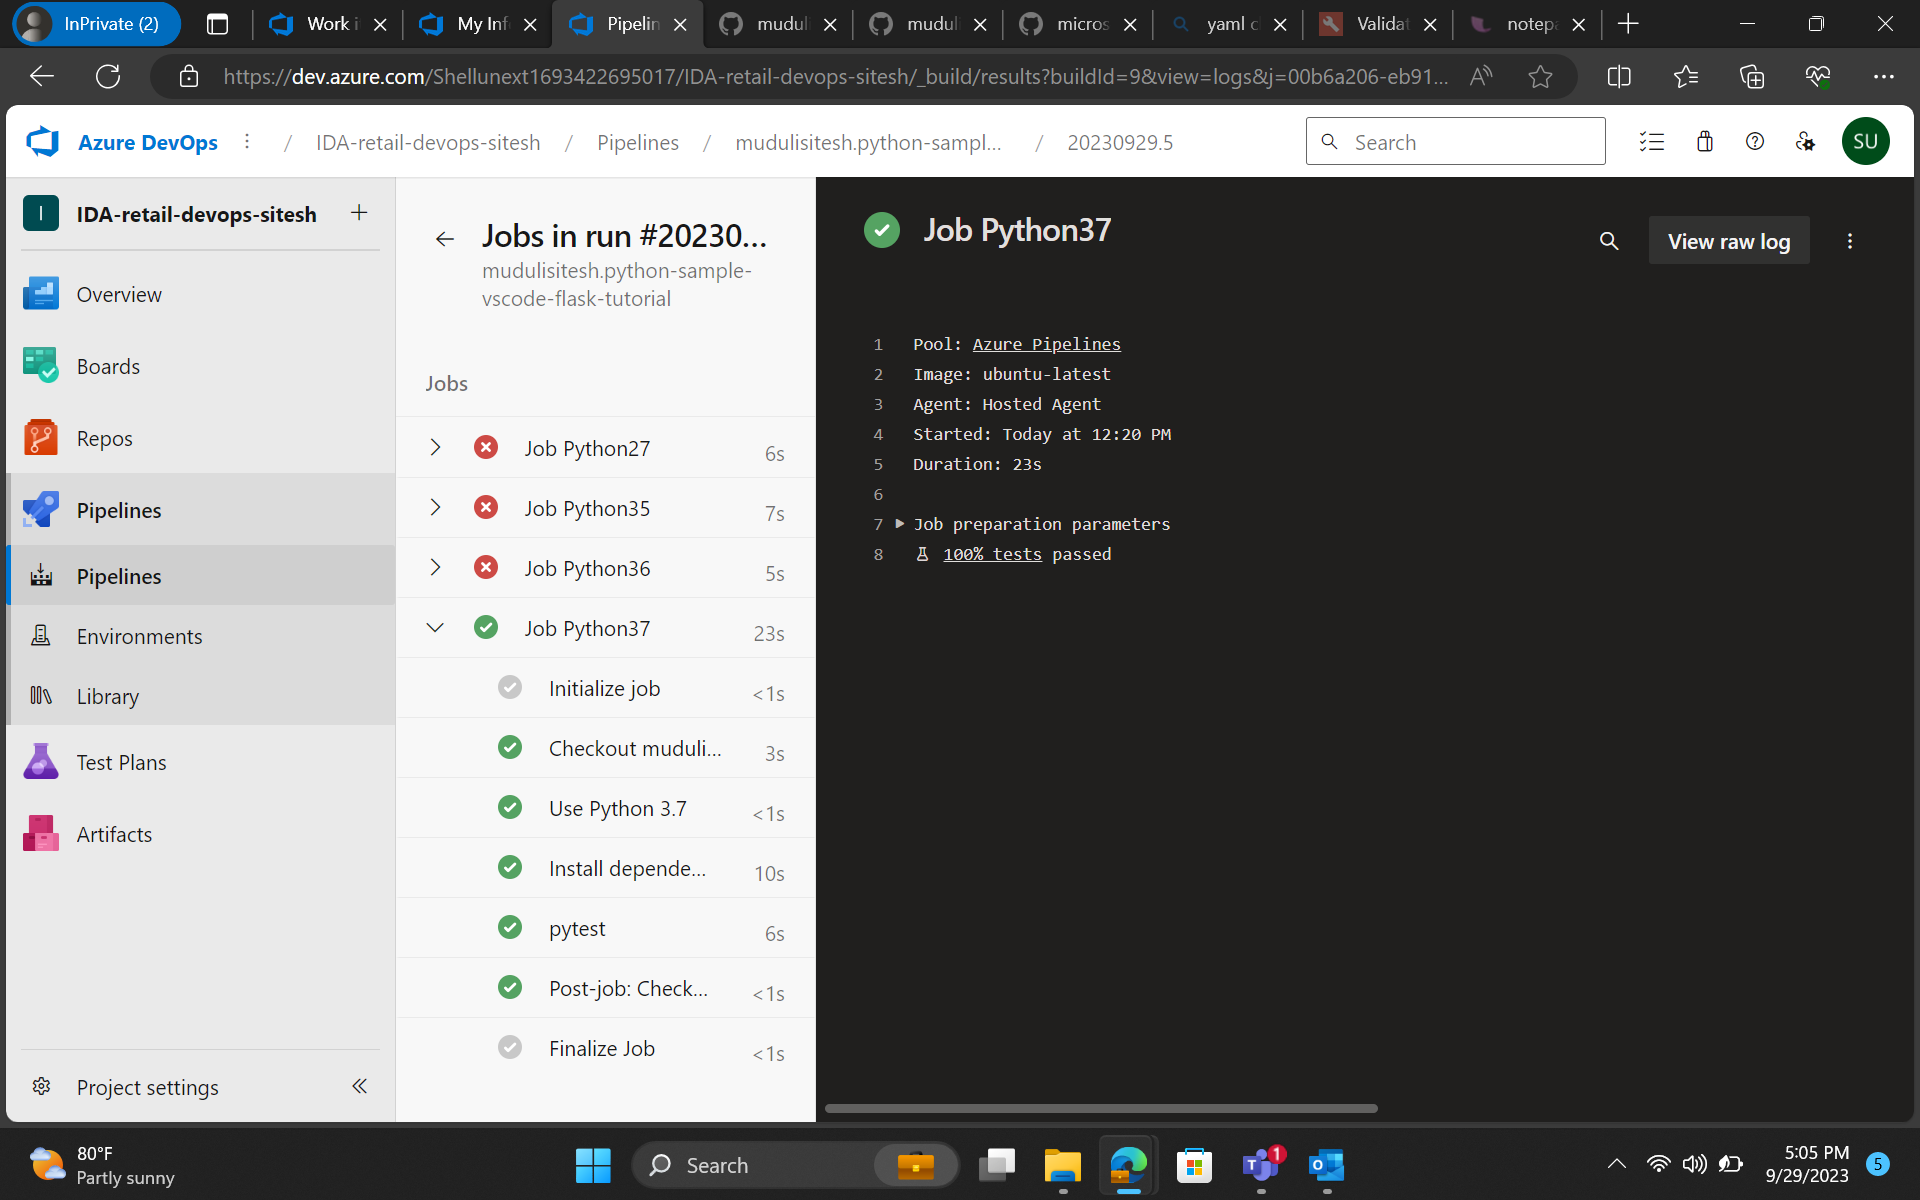 InPrivate (2)
Work i
My Inf
Pipelin
muduli
muduli
micros
yaml c
Validat
notepa
https://dev.azure.com/Shellunext1693422695017/IDA-retail-devops-sitesh/_build/results?buildId=9&view=logs&j=00b6a206-eb91...
Azure DevOps / IDA-retail-devops-sitesh / Pipelines / mudulisitesh.python-sampl... / 20230929.5
Search
SU
I IDA-retail-devops-sitesh
Overview
Boards
Repos
Pipelines
Pipelines
Environments
Library
Test Plans
Artifacts
Project settings
Jobs in run #20230...
mudulisitesh.python-sample-
vscode-flask-tutorial
Jobs
Job Python27 6s
Job Python35 7s
Job Python36 5s
Job Python37 23s
Initialize job <1s
Checkout muduli... 3s
Use Python 3.7 <1s
Install depende... 10s
pytest 6s
Post-job: Check... <1s
Finalize Job <1s
Job Python37
View raw log
1 Pool: Azure Pipelines
2 Image: ubuntu-latest
3 Agent: Hosted Agent
4 Started: Today at 12:20 PM
5 Duration: 23s
6
7 Job preparation parameters
8 100% tests passed
80°F
Partly sunny
Search
1
5:05 PM
9/29/2023
5